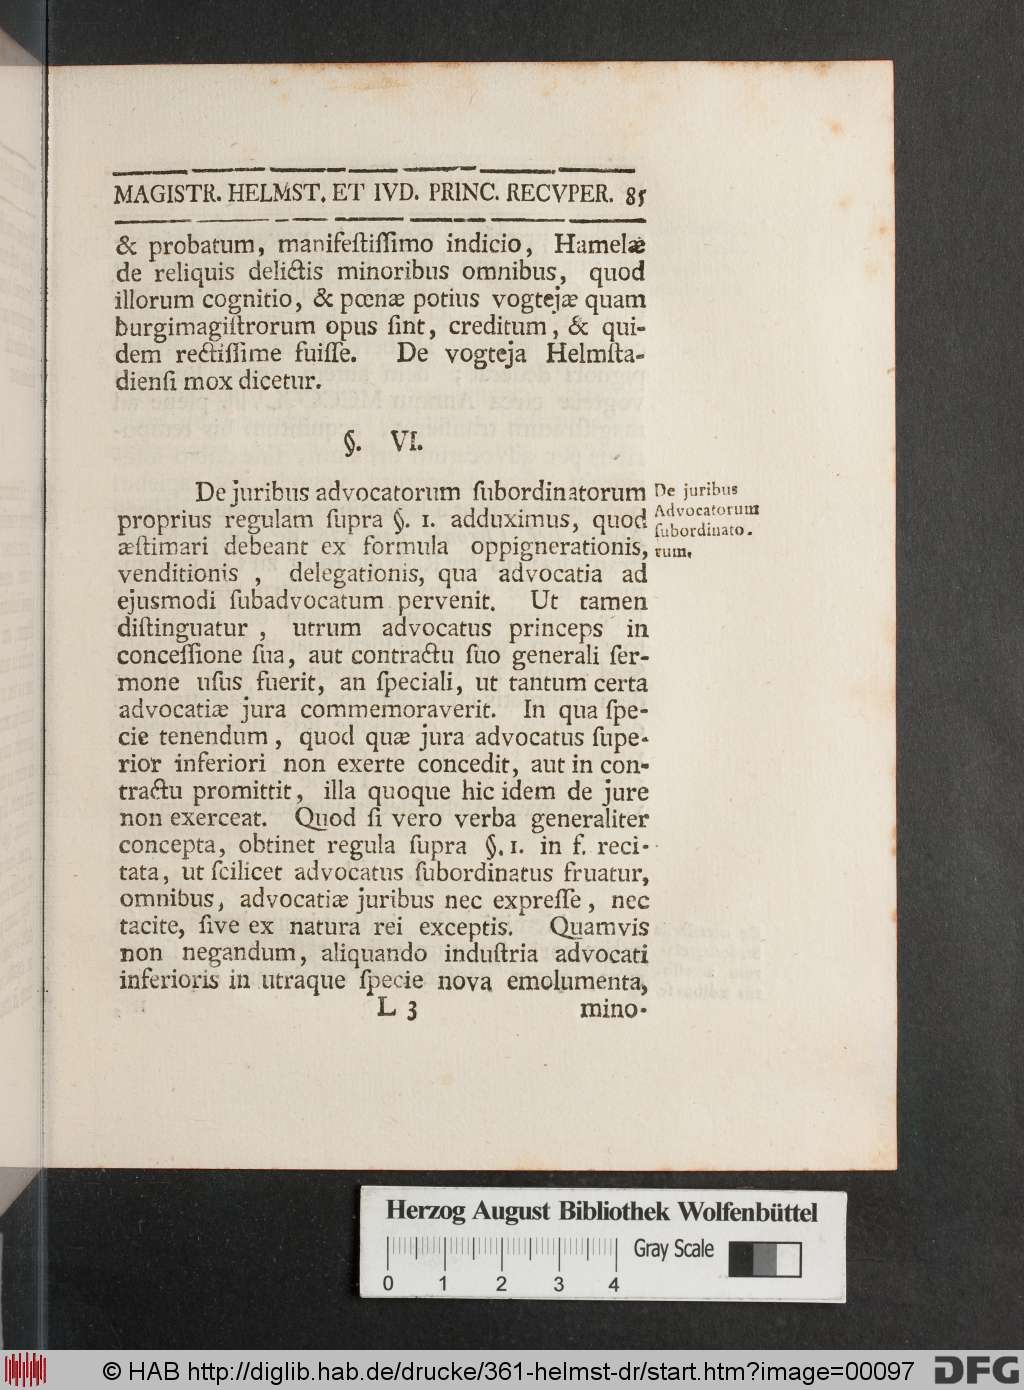 MAGISTR. HELMST. ET IVD. PRINC. RECVPER. 85
& probatum, manifeſtiſſimo indicio, Hamelæ
de reliquis delictis minoribus omnibus, quod
illorum cognitio, & pœnæ potius vogtejæ quam
burgimagiſtrorum opus ſint, creditum, & qui-
dem rectiſſime fuiſſe. De vogteja Helmſta-
dienſi mox dicetur.
§. VI.
De juribus advocatorum ſubordinatorum
proprius regulam ſupra §. 1. adduximus, quod
æſtimari debeant ex formula oppignerationis,
venditionis , delegationis, qua advocatia ad
ejusmodi ſubadvocatum pervenit. Ut tamen
diſtinguatur , utrum advocatus princeps in
conceſſione ſua, aut contractu ſuo generali ſer-
mone uſus fuerit, an ſpeciali, ut tantum certa
advocatiæ jura commemoraverit. In qua ſpe-
cie tenendum , quod quæ jura advocatus ſupe-
rior inferiori non exerte concedit, aut in con-
tractu promittit, illa quoque hic idem de jure
non exerceat. Quod ſi vero verba generaliter
concepta, obtinet regula ſupra §. 1. in f. reci-
tata, ut ſcilicet advocatus ſubordinatus fruatur,
omnibus, advocatiæ juribus nec expreſſe, nec
tacite, ſive ex natura rei exceptis. Quamvis
non negandum, aliquando induſtria advocati
inferioris in utraque ſpecie nova emolumenta,
L 3 mino-
De juribus
Advocatorum
ſubordinato-
rum.
Herzog August Bibliothek Wolfenbüttel
Gray Scale
0 1 2 3 4
© HAB http://diglib.hab.de/drucke/361-helmst-dr/start.htm?image=00097
DFG